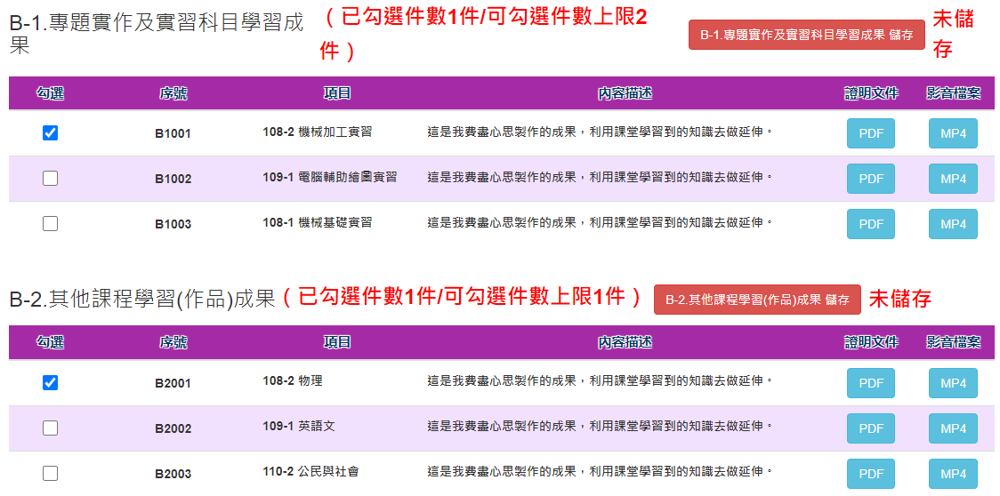 B-1.專題實作及實習科目學習成
果
（已勾選件數1件/可勾選件數上限2
件）
B-1.專題實作及實習科目學習成果 儲存
未儲
存
勾選 序號 項目 內容描述 證明文件 影音檔案
B1001 108-2 機械加工實習 這是我費盡心思製作的成果，利用課堂學習到的知識去做延伸。 PDF MP4
B1002 109-1 電腦輔助繪圖實習 這是我費盡心思製作的成果，利用課堂學習到的知識去做延伸。 PDF MP4
B1003 108-1 機械基礎實習 這是我費盡心思製作的成果，利用課堂學習到的知識去做延伸。 PDF MP4
B-2.其他課程學習(作品)成果（已勾選件數1件/可勾選件數上限1件） B-2.其他課程學習(作品)成果 儲存 未儲存
勾選 序號 項目 內容描述 證明文件 影音檔案
B2001 108-2 物理 這是我費盡心思製作的成果，利用課堂學習到的知識去做延伸。 PDF MP4
B2002 109-1 英語文 這是我費盡心思製作的成果，利用課堂學習到的知識去做延伸。 PDF MP4
B2003 110-2 公民與社會 這是我費盡心思製作的成果，利用課堂學習到的知識去做延伸。 PDF MP4